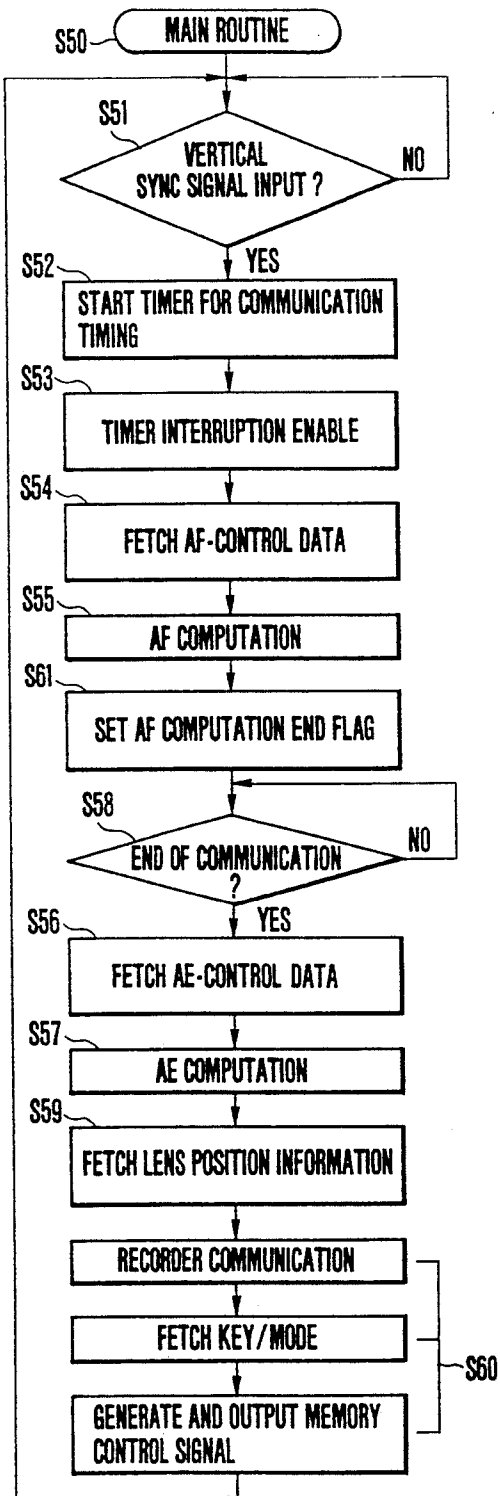 S50
MAIN ROUTINE
S51
VERTICAL
SYNC SIGNAL INPUT ?
NO
YES
S52
START TIMER FOR COMMUNICATION
TIMING
S53
TIMER INTERRUPTION ENABLE
S54
FETCH AF-CONTROL DATA
S55
AF COMPUTATION
S61
SET AF COMPUTATION END FLAG
S58
END OF COMMUNICATION
?
NO
YES
S56
FETCH AE-CONTROL DATA
S57
AE COMPUTATION
S59
FETCH LENS POSITION INFORMATION
RECORDER COMMUNICATION
FETCH KEY/MODE
S60
GENERATE AND OUTPUT MEMORY
CONTROL SIGNAL